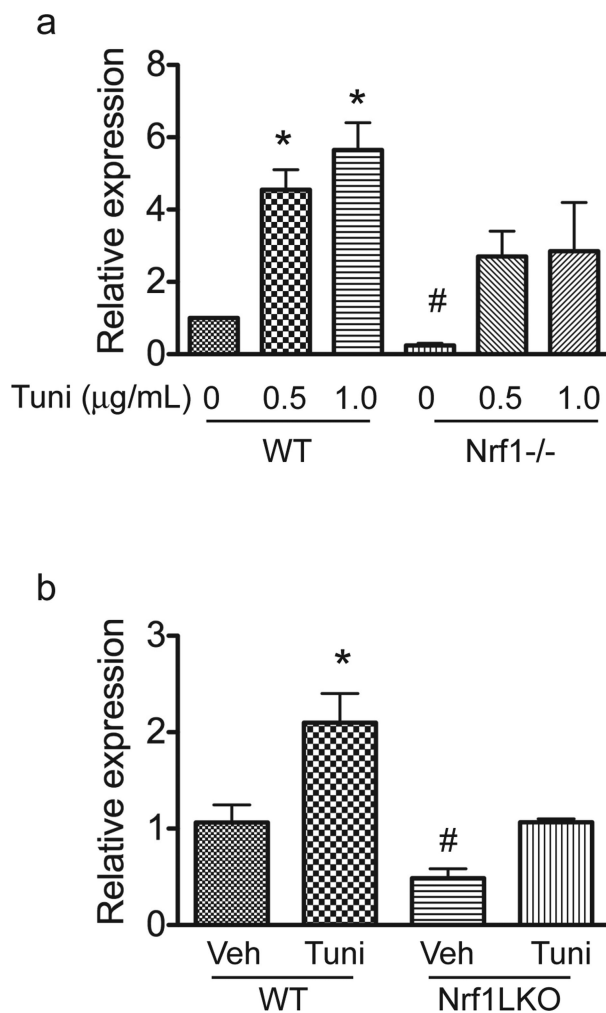 a
Relative expression
8
6
4
2
0
*
*
#
Tuni (μg/mL) 0 0.5 1.0 0 0.5 1.0
WT Nrf1-/-
b
Relative expression
3
2
1
0
*
#
Veh Tuni Veh Tuni
WT Nrf1LKO